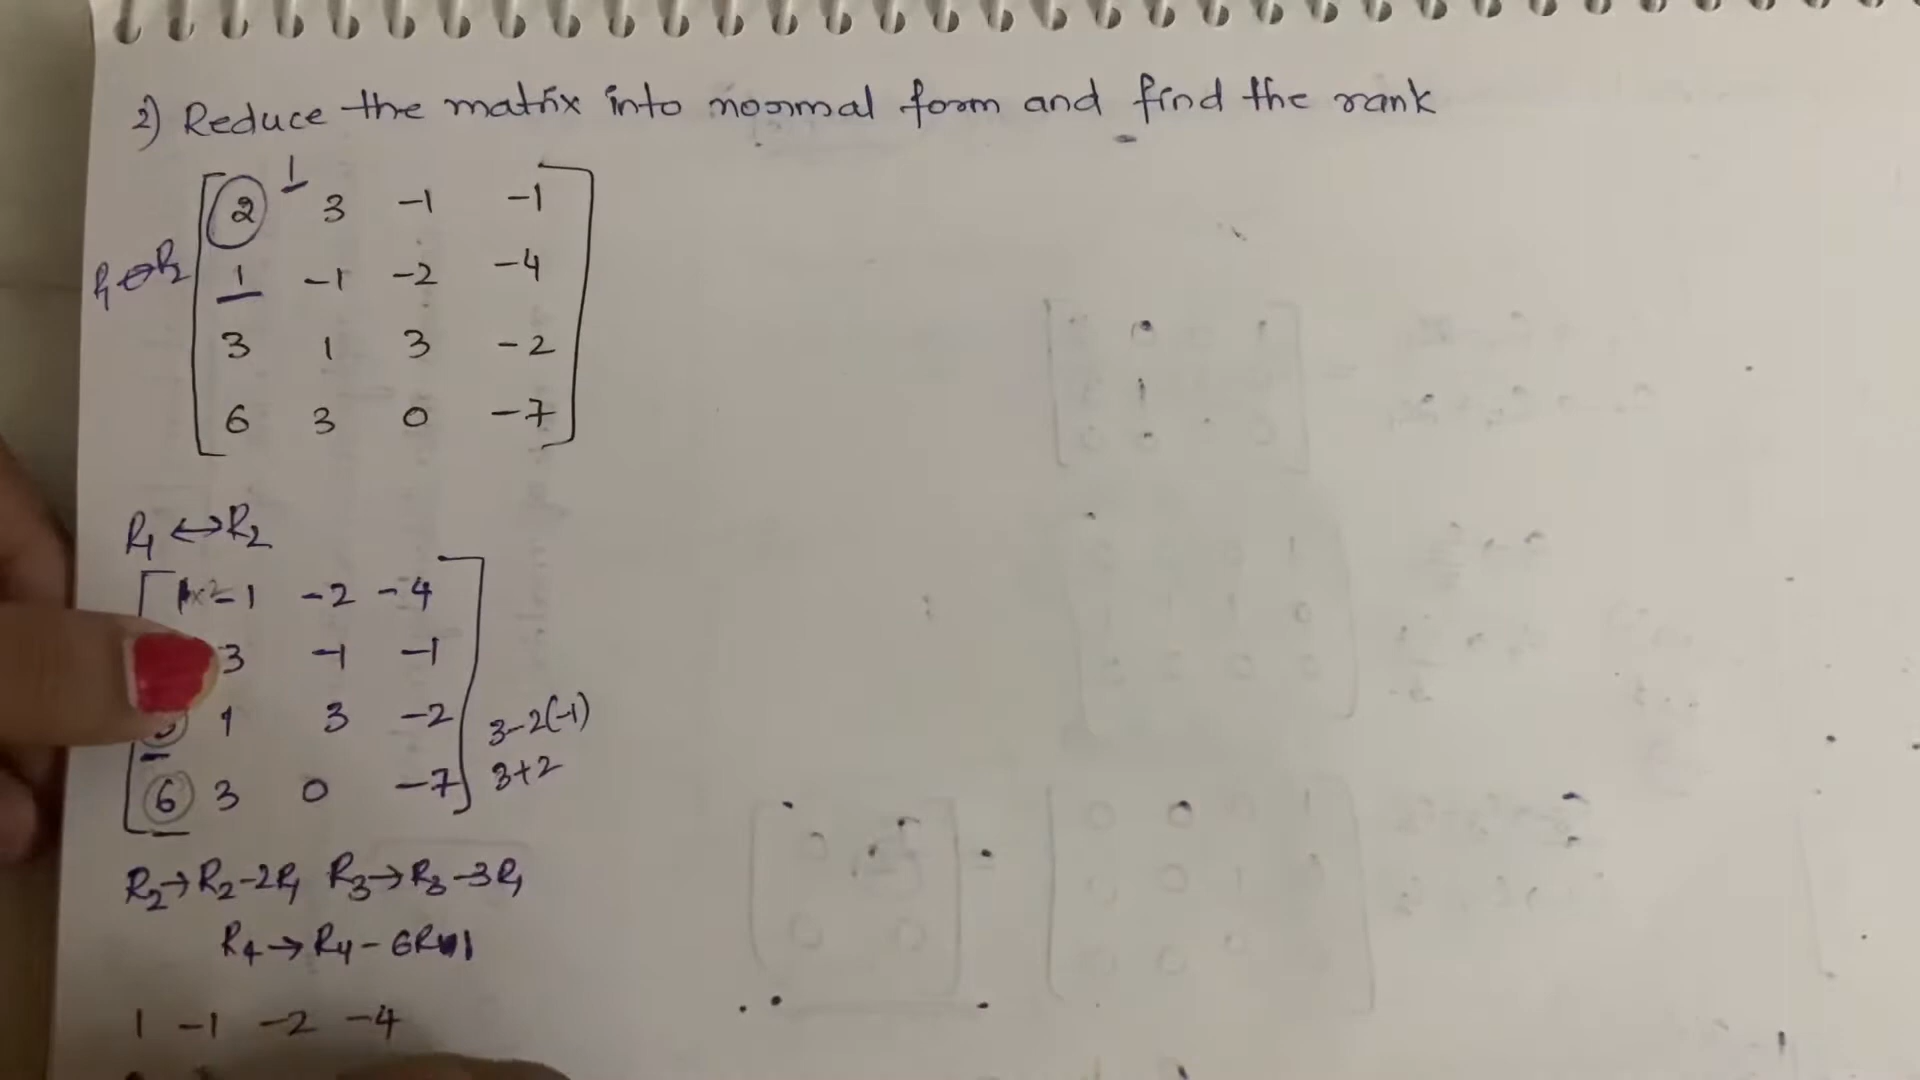 2) Reduce the matrix into normal form and find the rank
1
2 3 -1 -1
R1 ↔ R2 1 -1 -2 -4
3 1 3 -2
6 3 0 -7
R1 ↔ R2
1 -1 -2 -4
3 -1 -1
1 3 -2 3-2(-1)
6 3 0 -7 3+2
R2→R2-2R1 R3→R3-3R1
R4→R4-6R1
1 -1 -2 -4